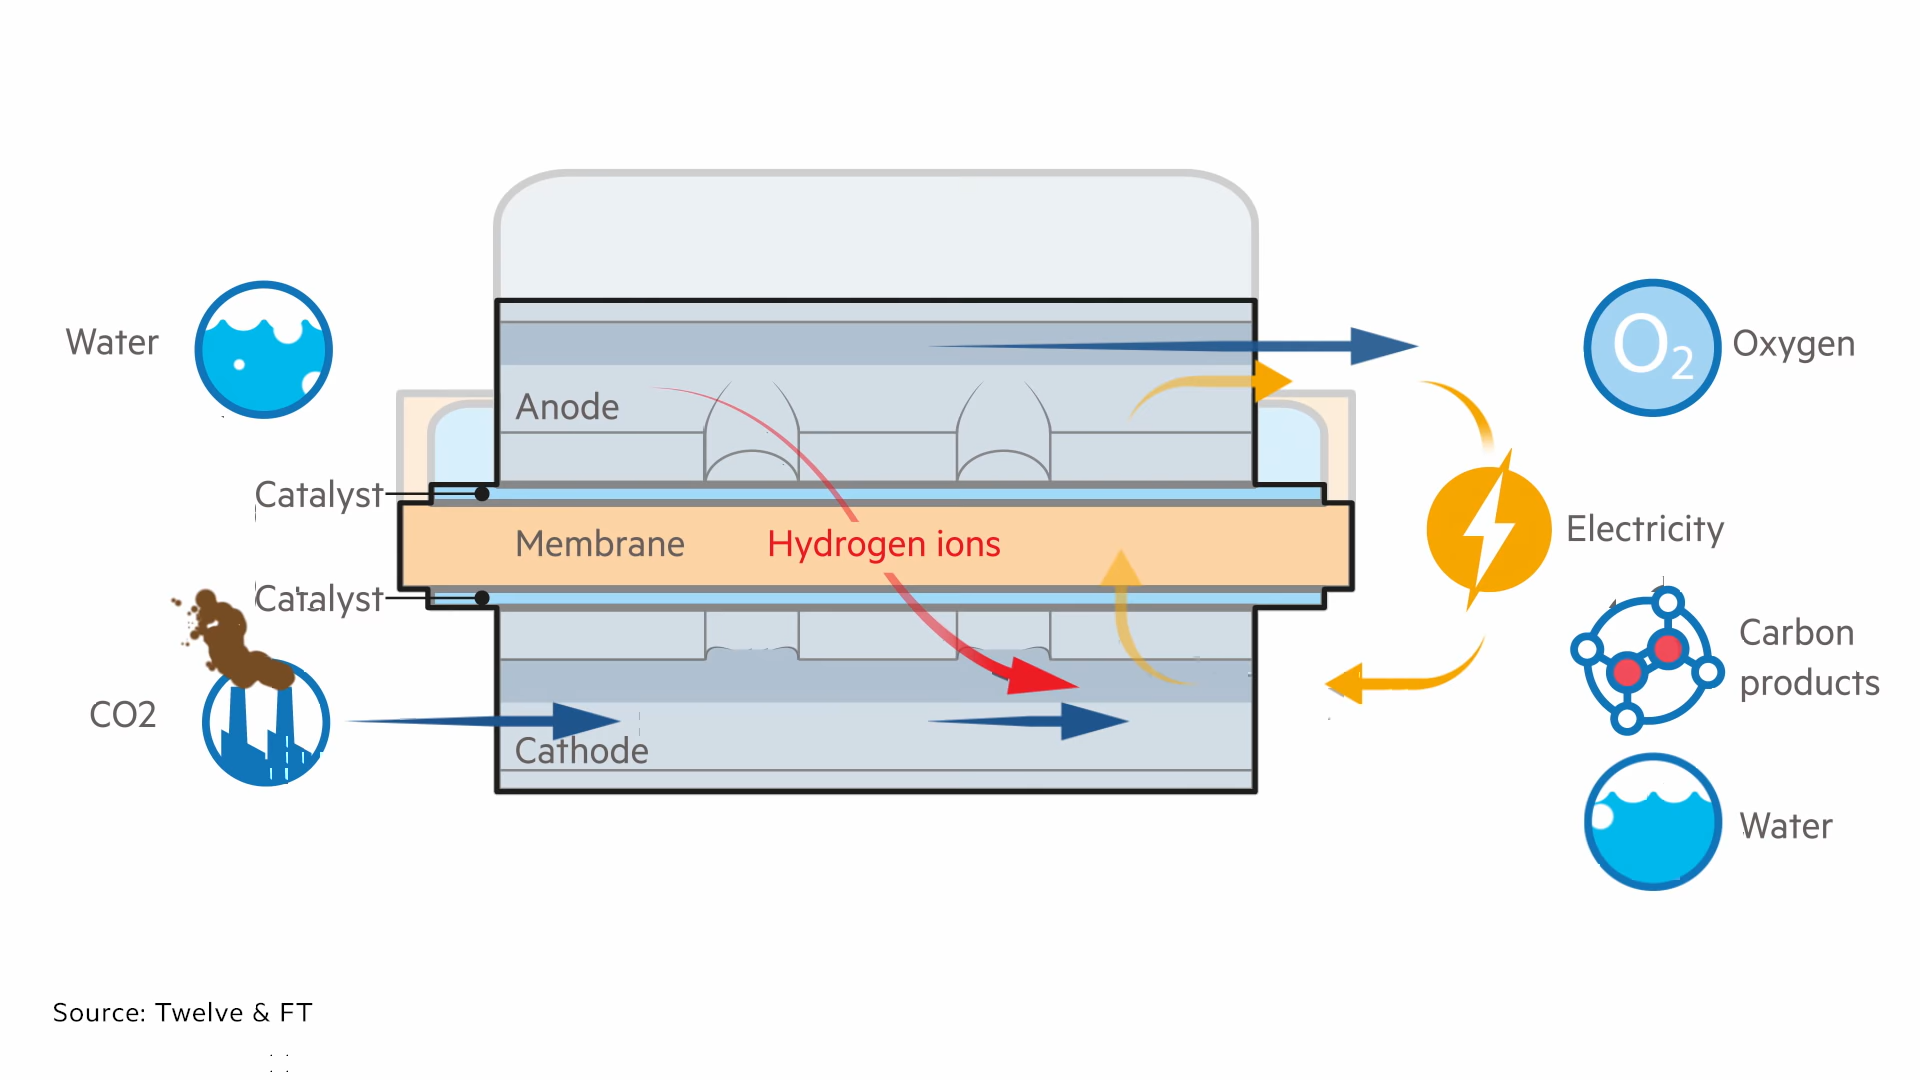 Water
O2
Oxygen
Anode
Catalyst
Membrane
Hydrogen ions
Electricity
Catalyst
Carbon
products
CO2
Cathode
Water
Source: Twelve & FT